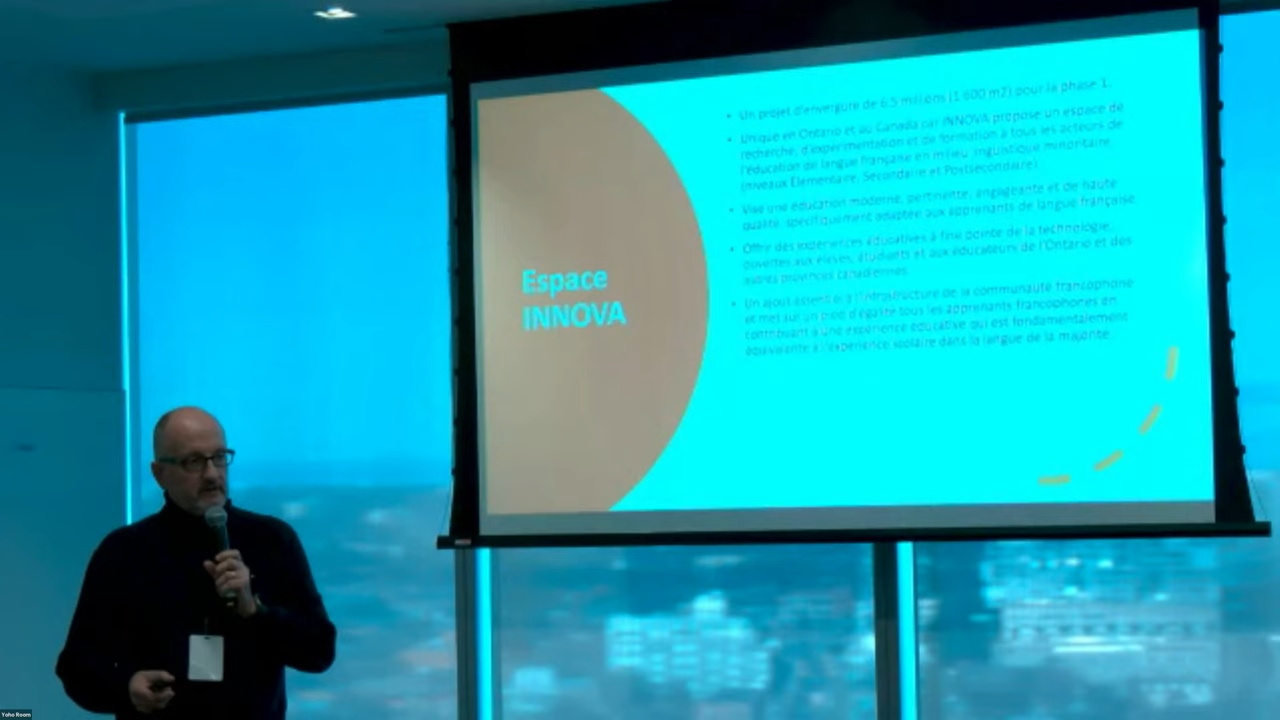 Espace
INNOVA
• Un projet d'envergure de 6.5 millions (1 600 m2) pour la phase 1.
• Unique en Ontario et au Canada car INNOVA propose un espace de
recherche, d'expérimentation et de formation à tous les acteurs de
l'éducation de langue française en milieu linguistique minoritaire
(niveaux Élémentaire, Secondaire et Postsecondaire).
• Vise une éducation moderne, pertinente, engageante et de haute
qualité, spécifiquement adaptée aux apprenants de langue française.
• Offrir des expériences éducatives à fine pointe de la technologie,
ouvertes aux élèves, étudiants et aux éducateurs de l'Ontario et des
autres provinces canadiennes.
• Un ajout essentiel à l'infrastructure de la communauté francophone
et met sur un pied d'égalité tous les apprenants francophones en
contribuant à une expérience éducative qui est fondamentalement
équivalente à l'expérience scolaire dans la langue de la majorité.
Yoho Room